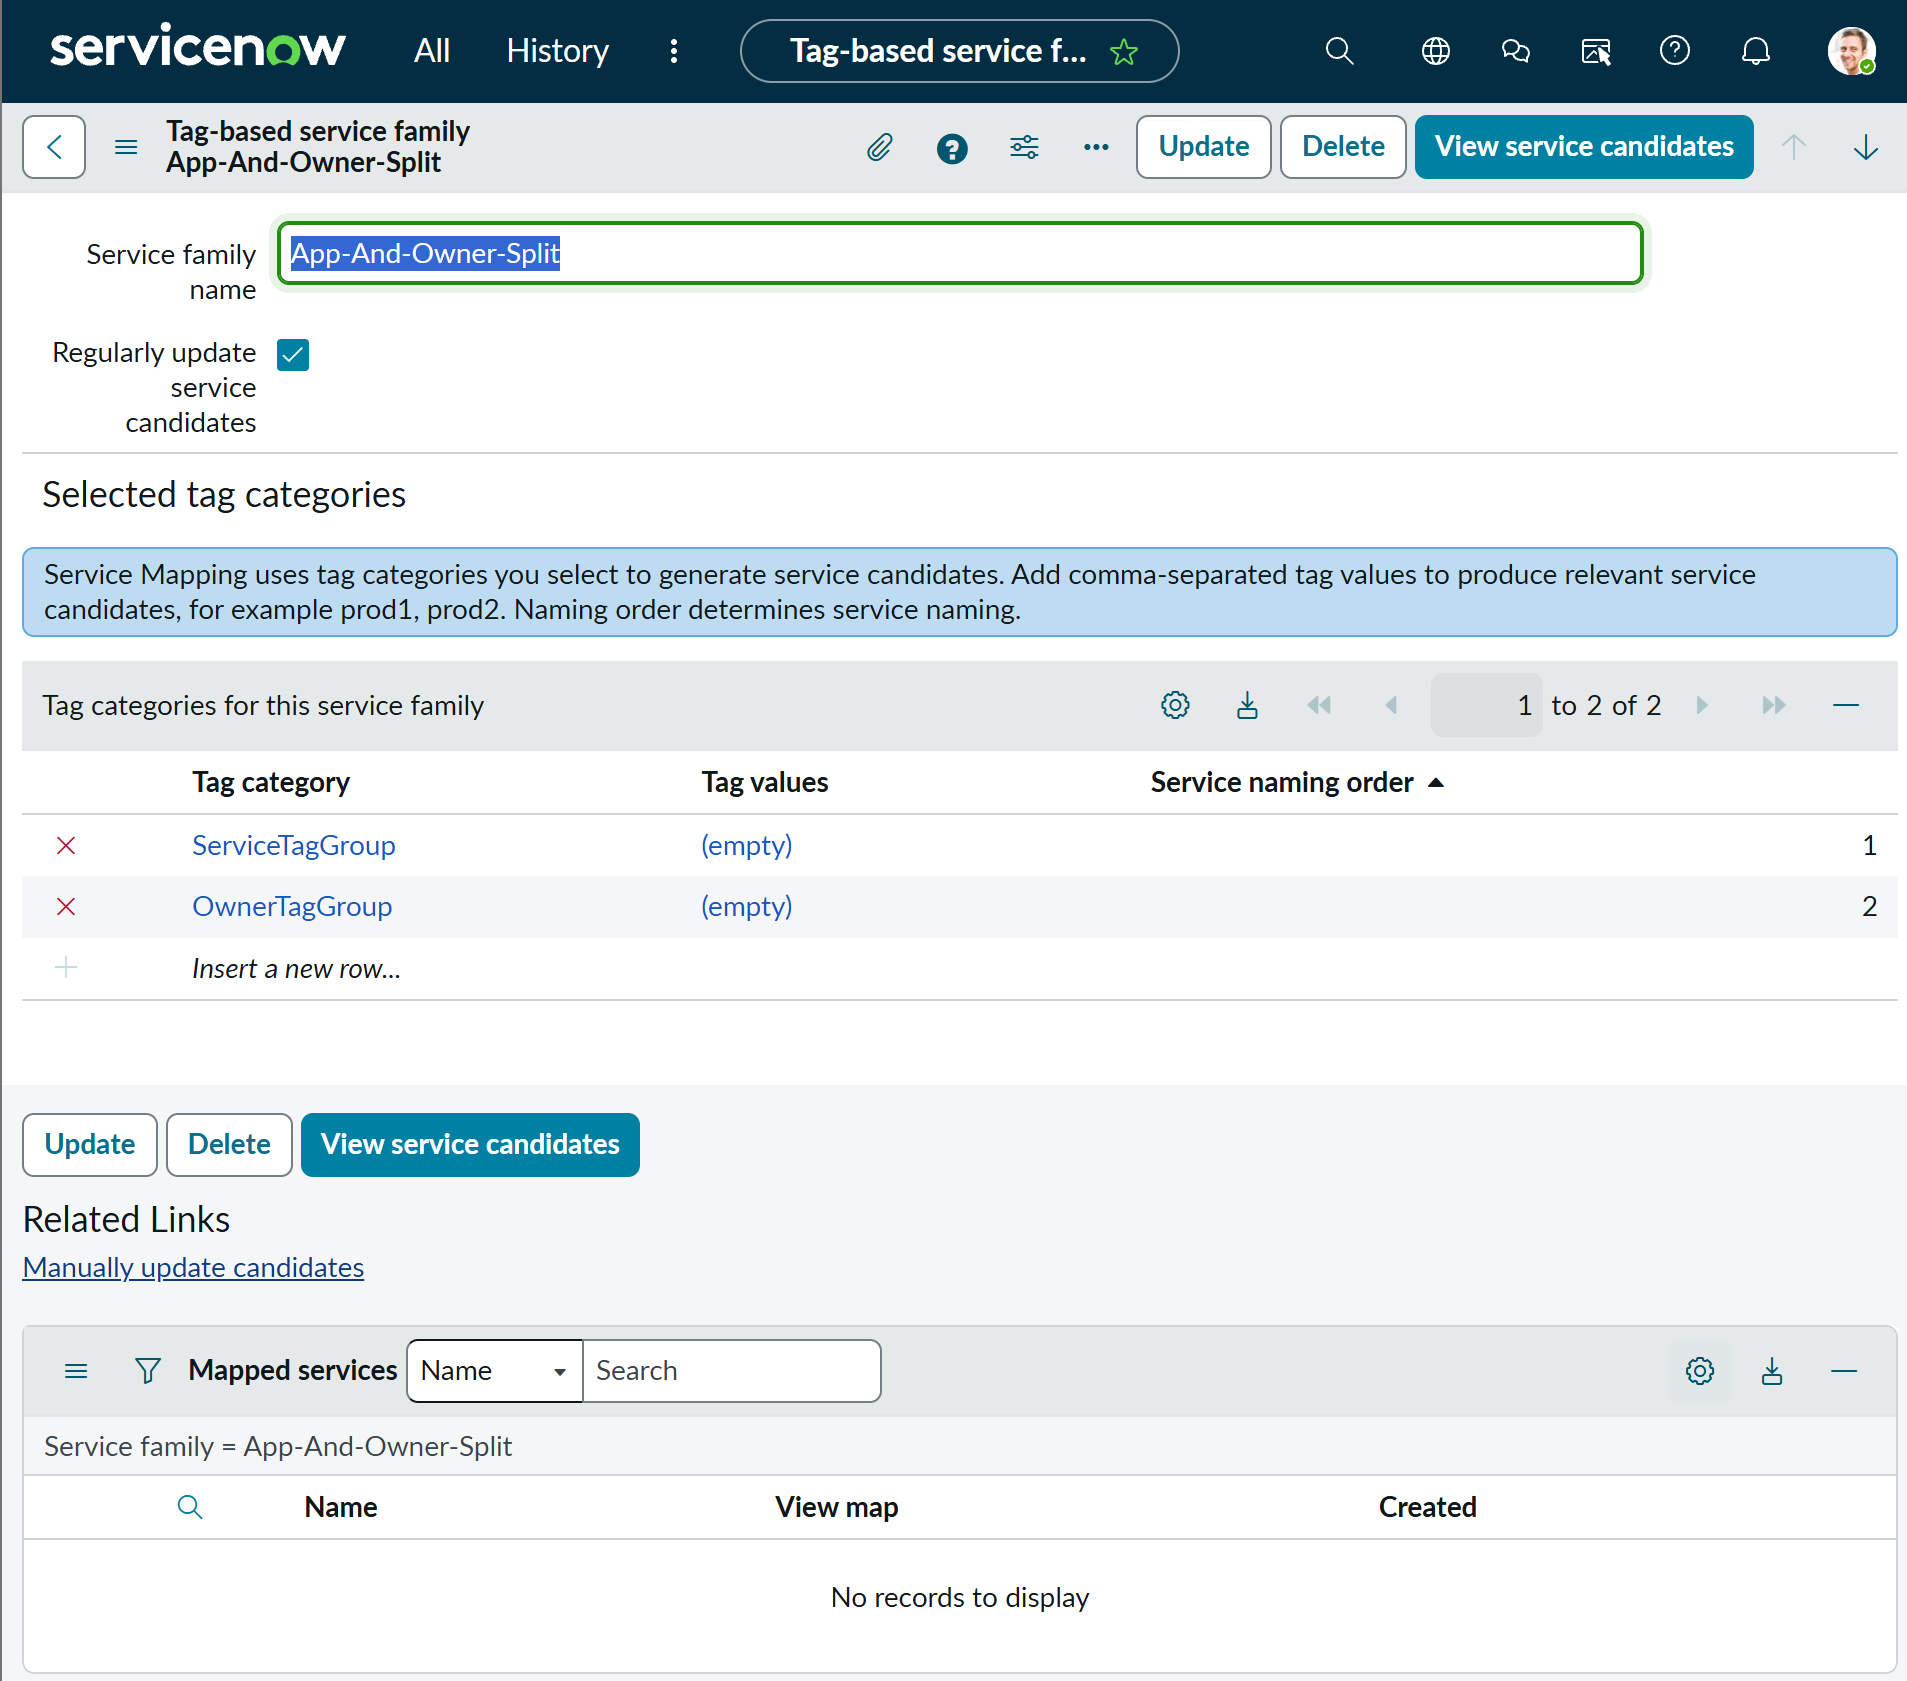 servicenow All History Tag-based service f...
Tag-based service family
App-And-Owner-Split
Update Delete View service candidates
Service family name App-And-Owner-Split
Regularly update service candidates
Selected tag categories
Service Mapping uses tag categories you select to generate service candidates. Add comma-separated tag values to produce relevant service
candidates, for example prod1, prod2. Naming order determines service naming.
Tag categories for this service family 1 to 2 of 2
Tag category Tag values Service naming order
ServiceTagGroup (empty) 1
OwnerTagGroup (empty) 2
Insert a new row...
Update Delete View service candidates
Related Links
Manually update candidates
Mapped services Name Search
Service family = App-And-Owner-Split
Name View map Created
No records to display